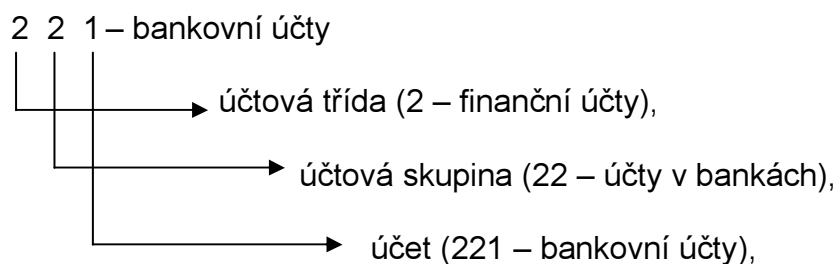 2 2 1 – bankovní účty
účtová třída (2 – finanční účty),
účtová skupina (22 – účty v bankách),
účet (221 – bankovní účty),